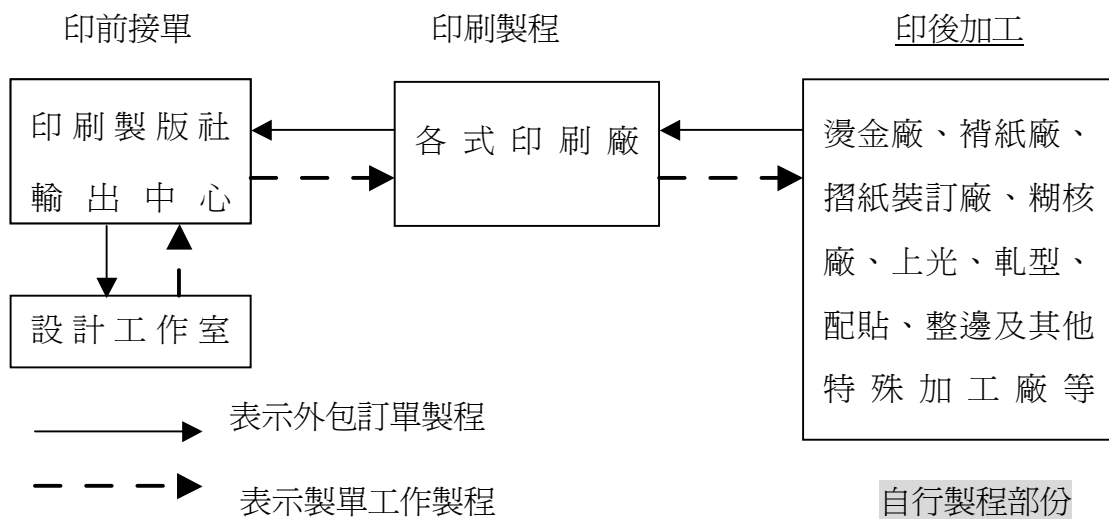 印前接單
印刷製程
印後加工
印刷製版社
輸出中心
設計工作室
各式印刷廠
燙金廠、褙紙廠、
摺紙裝訂廠、糊核
廠、上光、軋型、
配貼、整邊及其他
特殊加工廠等
表示外包訂單製程
表示製單工作製程
自行製程部份